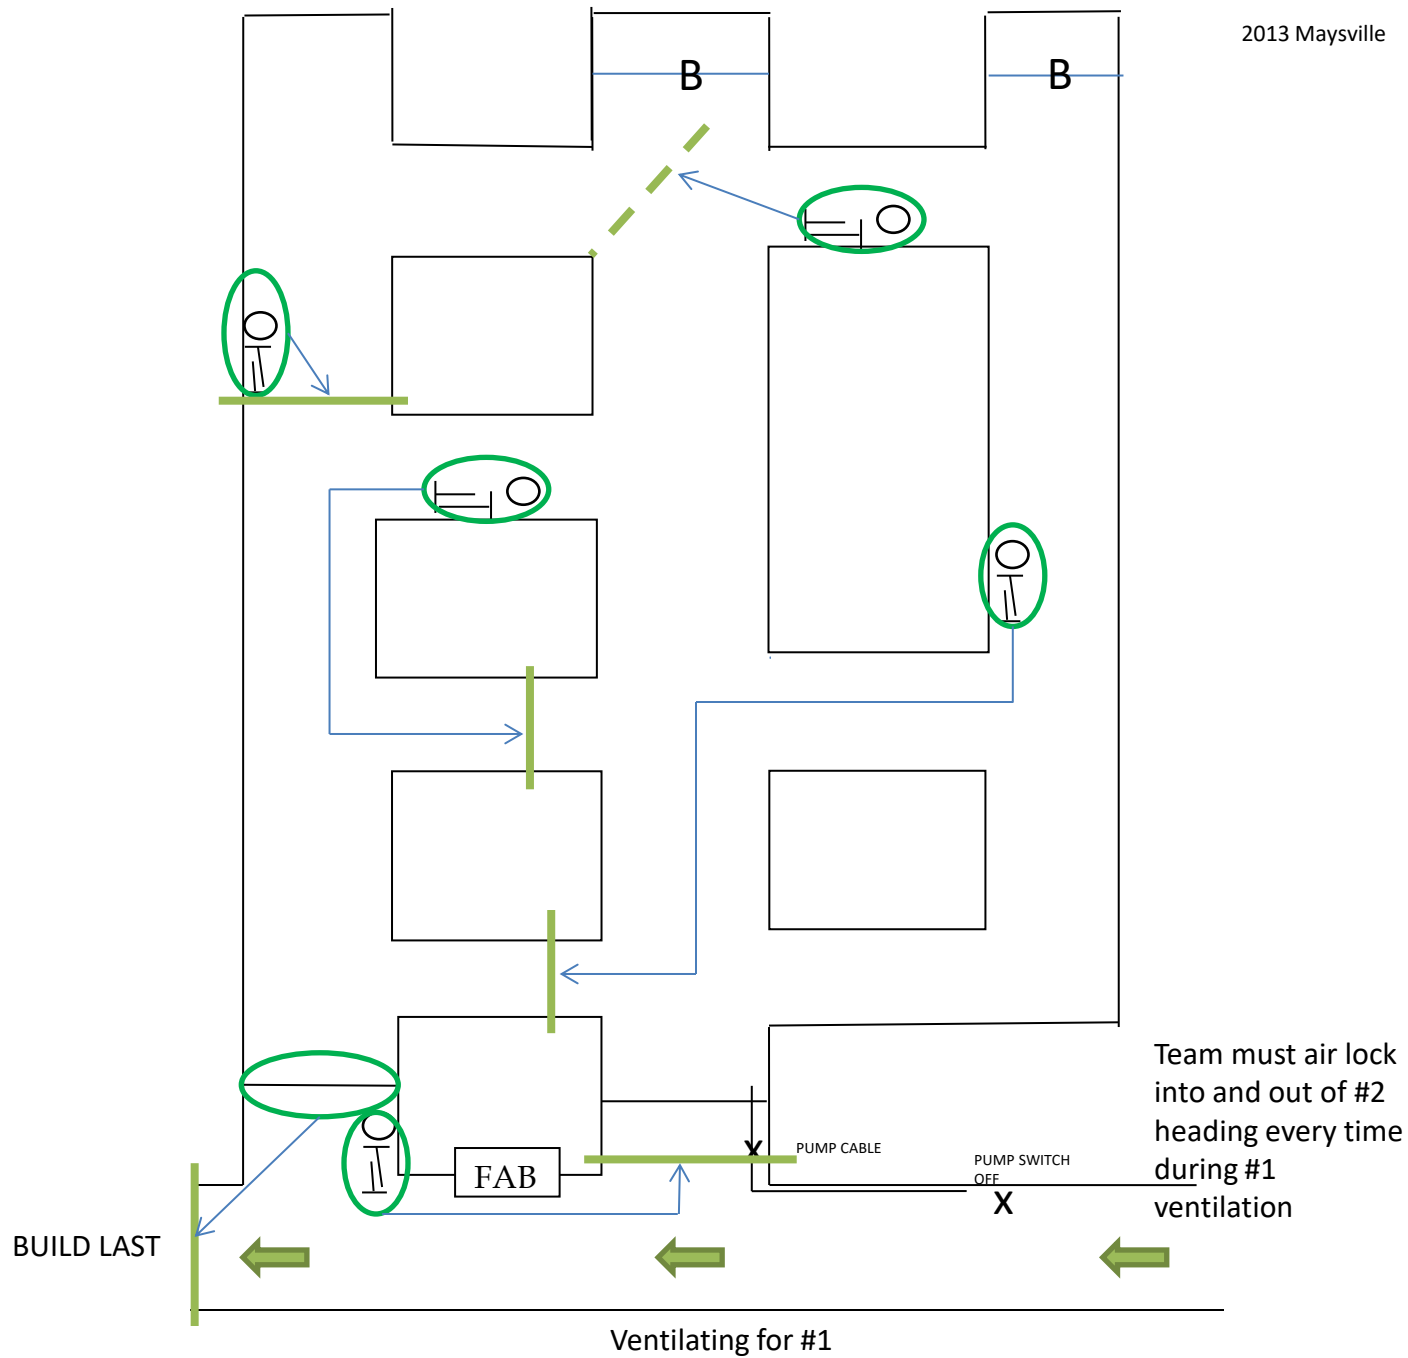 2013 Maysville
B
B
Team must air lock
into and out of #2
heading every time
during #1
ventilation
X
PUMP CABLE
PUMP SWITCH
OFF
X
FAB
BUILD LAST
Ventilating for #1